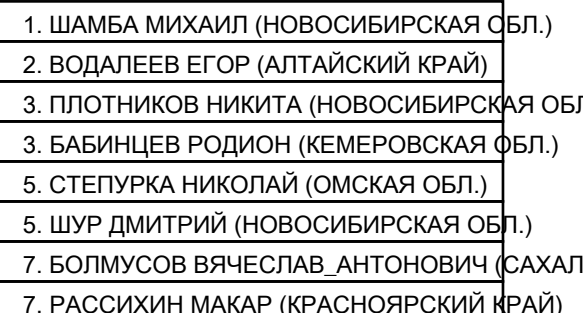 1. ШАМБА МИХАИЛ (НОВОСИБИРСКАЯ ОБЛ.)
2. ВОДАЛЕЕВ ЕГОР (АЛТАЙСКИЙ КРАЙ)
3. ПЛОТНИКОВ НИКИТА (НОВОСИБИРСКАЯ ОБЛ
3. БАБИНЦЕВ РОДИОН (КЕМЕРОВСКАЯ ОБЛ.)
5. СТЕПУРКА НИКОЛАЙ (ОМСКАЯ ОБЛ.)
5. ШУР ДМИТРИЙ (НОВОСИБИРСКАЯ ОБЛ.)
7. БОЛМУСОВ ВЯЧЕСЛАВ_АНТОНОВИЧ (САХАЛ
7. РАССИХИН МАКАР (КРАСНОЯРСКИЙ КРАЙ)